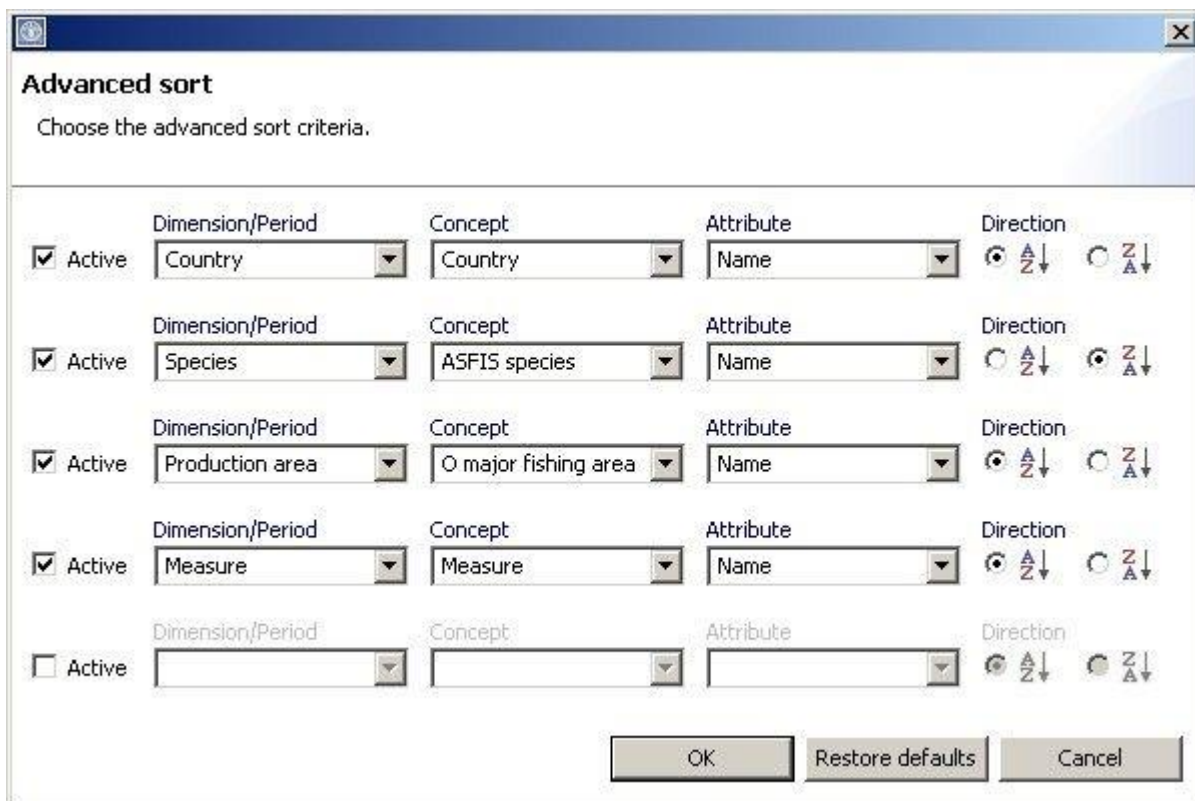 Advanced sort
Choose the advanced sort criteria.
Dimension/Period Concept Attribute Direction
Active Country Country Name A Z Z A
Dimension/Period Concept Attribute Direction
Active Species ASFIS species Name A Z Z A
Dimension/Period Concept Attribute Direction
Active Production area O major fishing area Name A Z Z A
Dimension/Period Concept Attribute Direction
Active Measure Measure Name A Z Z A
Dimension/Period Concept Attribute Direction
Active A Z Z A
OK Restore defaults Cancel